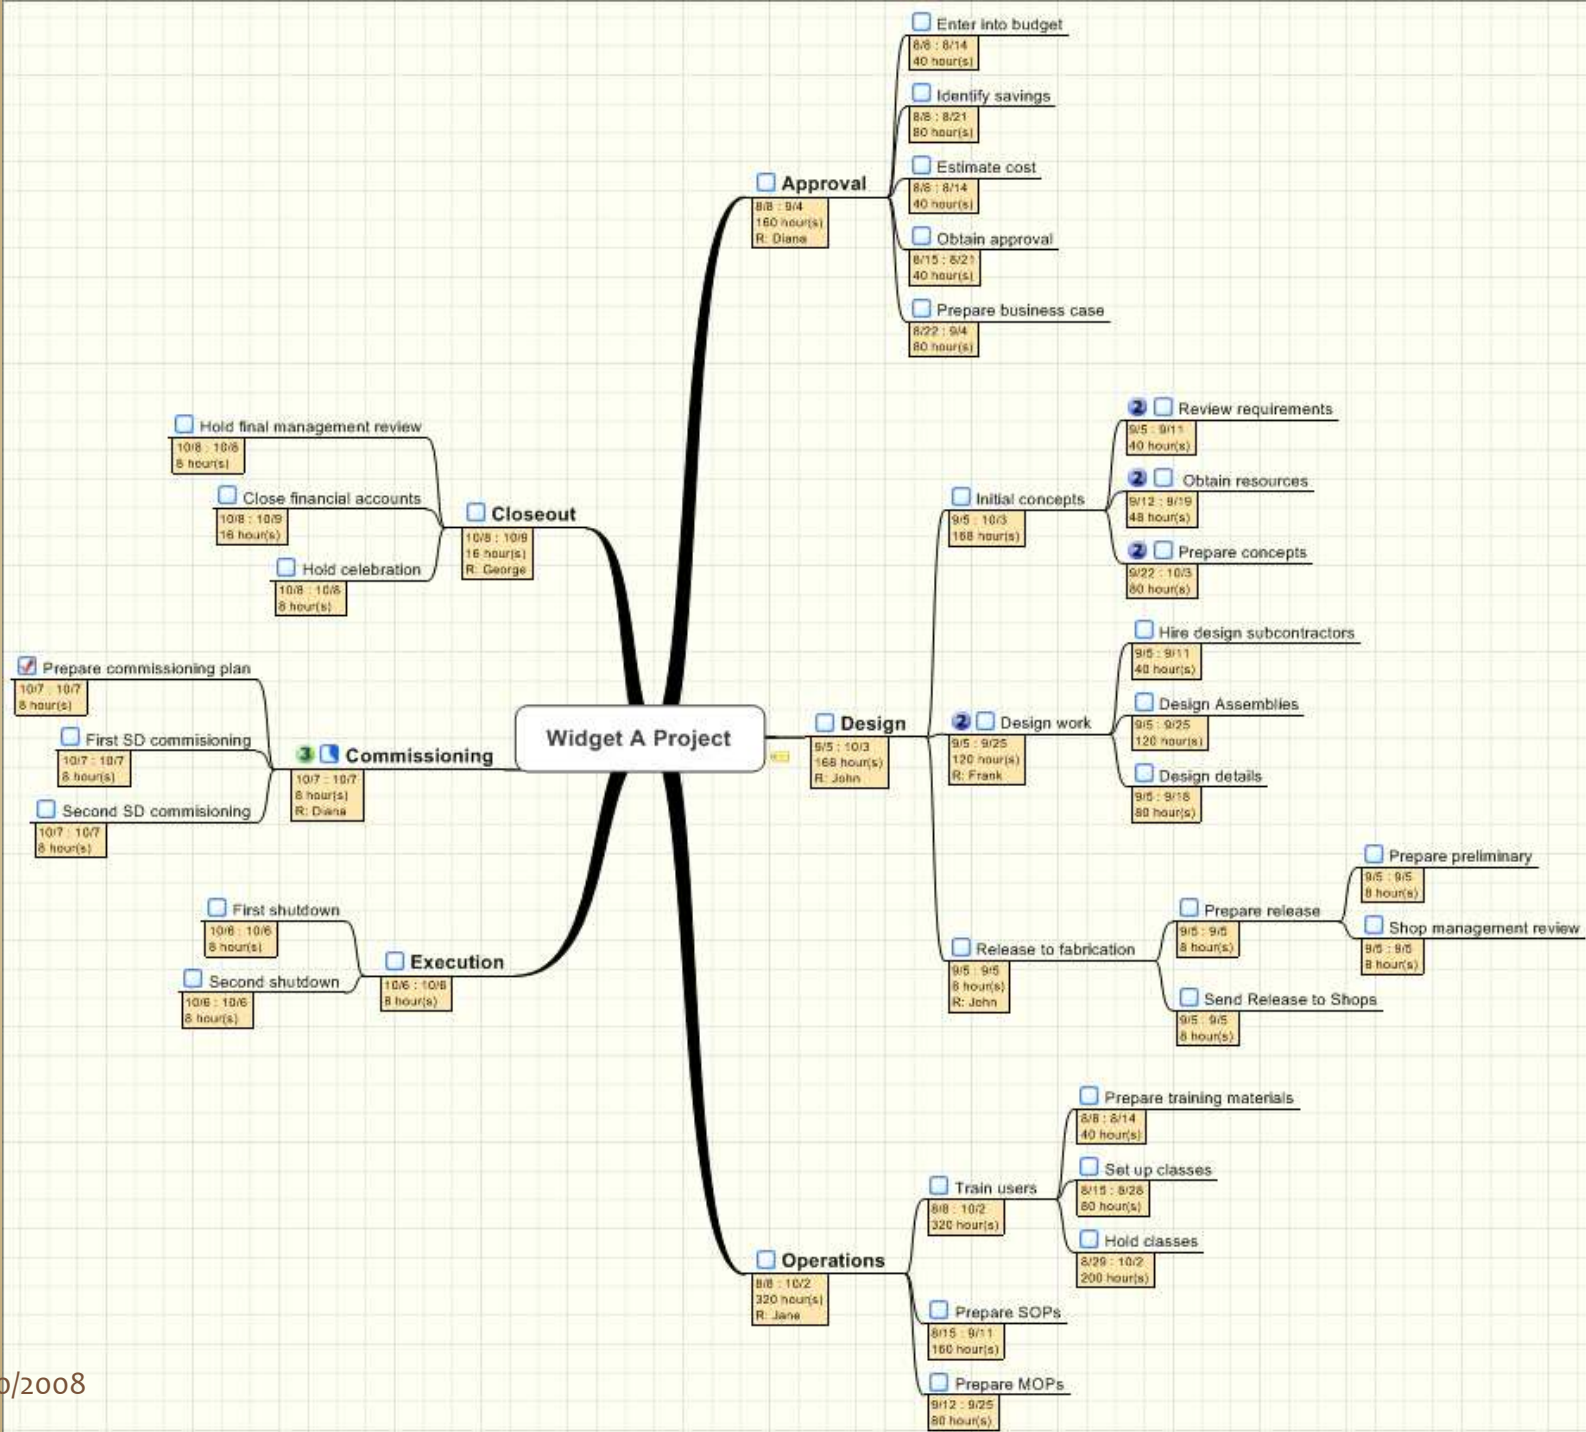 Enter into budget
8/8 : 8/14
40 hour(s)
Identify savings
8/8 : 8/21
80 hour(s)
Estimate cost
8/8 : 8/14
40 hour(s)
Approval
8/8 : 9/4
160 hour(s)
R: Diana
Obtain approval
8/15 : 8/21
40 hour(s)
Prepare business case
8/22 : 9/4
80 hour(s)
Hold final management review
10/8 : 10/8
8 hour(s)
Close financial accounts
10/8 : 10/9
16 hour(s)
Hold celebration
10/8 : 10/8
8 hour(s)
Closeout
10/8 : 10/9
16 hour(s)
R: George
Prepare commissioning plan
10/7 : 10/7
8 hour(s)
First SD commisioning
10/7 : 10/7
8 hour(s)
Second SD commisioning
10/7 : 10/7
8 hour(s)
3 Commissioning
10/7 : 10/7
8 hour(s)
R: Diana
First shutdown
10/6 : 10/6
8 hour(s)
Second shutdown
10/6 : 10/6
8 hour(s)
Execution
10/6 : 10/6
8 hour(s)
Widget A Project
Design
9/5 : 10/3
168 hour(s)
R: John
Initial concepts
9/5 : 10/3
168 hour(s)
2 Review requirements
9/5 : 9/11
40 hour(s)
2 Obtain resources
9/12 : 9/19
48 hour(s)
2 Prepare concepts
9/22 : 10/3
80 hour(s)
2 Design work
9/5 : 9/25
120 hour(s)
R: Frank
Hire design subcontractors
9/5 : 9/11
40 hour(s)
Design Assemblies
9/5 : 9/25
120 hour(s)
Design details
9/5 : 9/18
80 hour(s)
Release to fabrication
9/5 : 9/5
8 hour(s)
R: John
Prepare release
9/5 : 9/5
8 hour(s)
Prepare preliminary
9/5 : 9/5
8 hour(s)
Shop management review
9/5 : 9/5
8 hour(s)
Send Release to Shops
9/5 : 9/5
8 hour(s)
Operations
8/8 : 10/2
320 hour(s)
R: Jane
Train users
8/8 : 10/2
320 hour(s)
Prepare training materials
8/8 : 8/14
40 hour(s)
Set up classes
8/15 : 8/28
80 hour(s)
Hold classes
8/29 : 10/2
200 hour(s)
Prepare SOPs
8/15 : 9/11
160 hour(s)
Prepare MOPs
9/12 : 9/25
80 hour(s)
0/2008